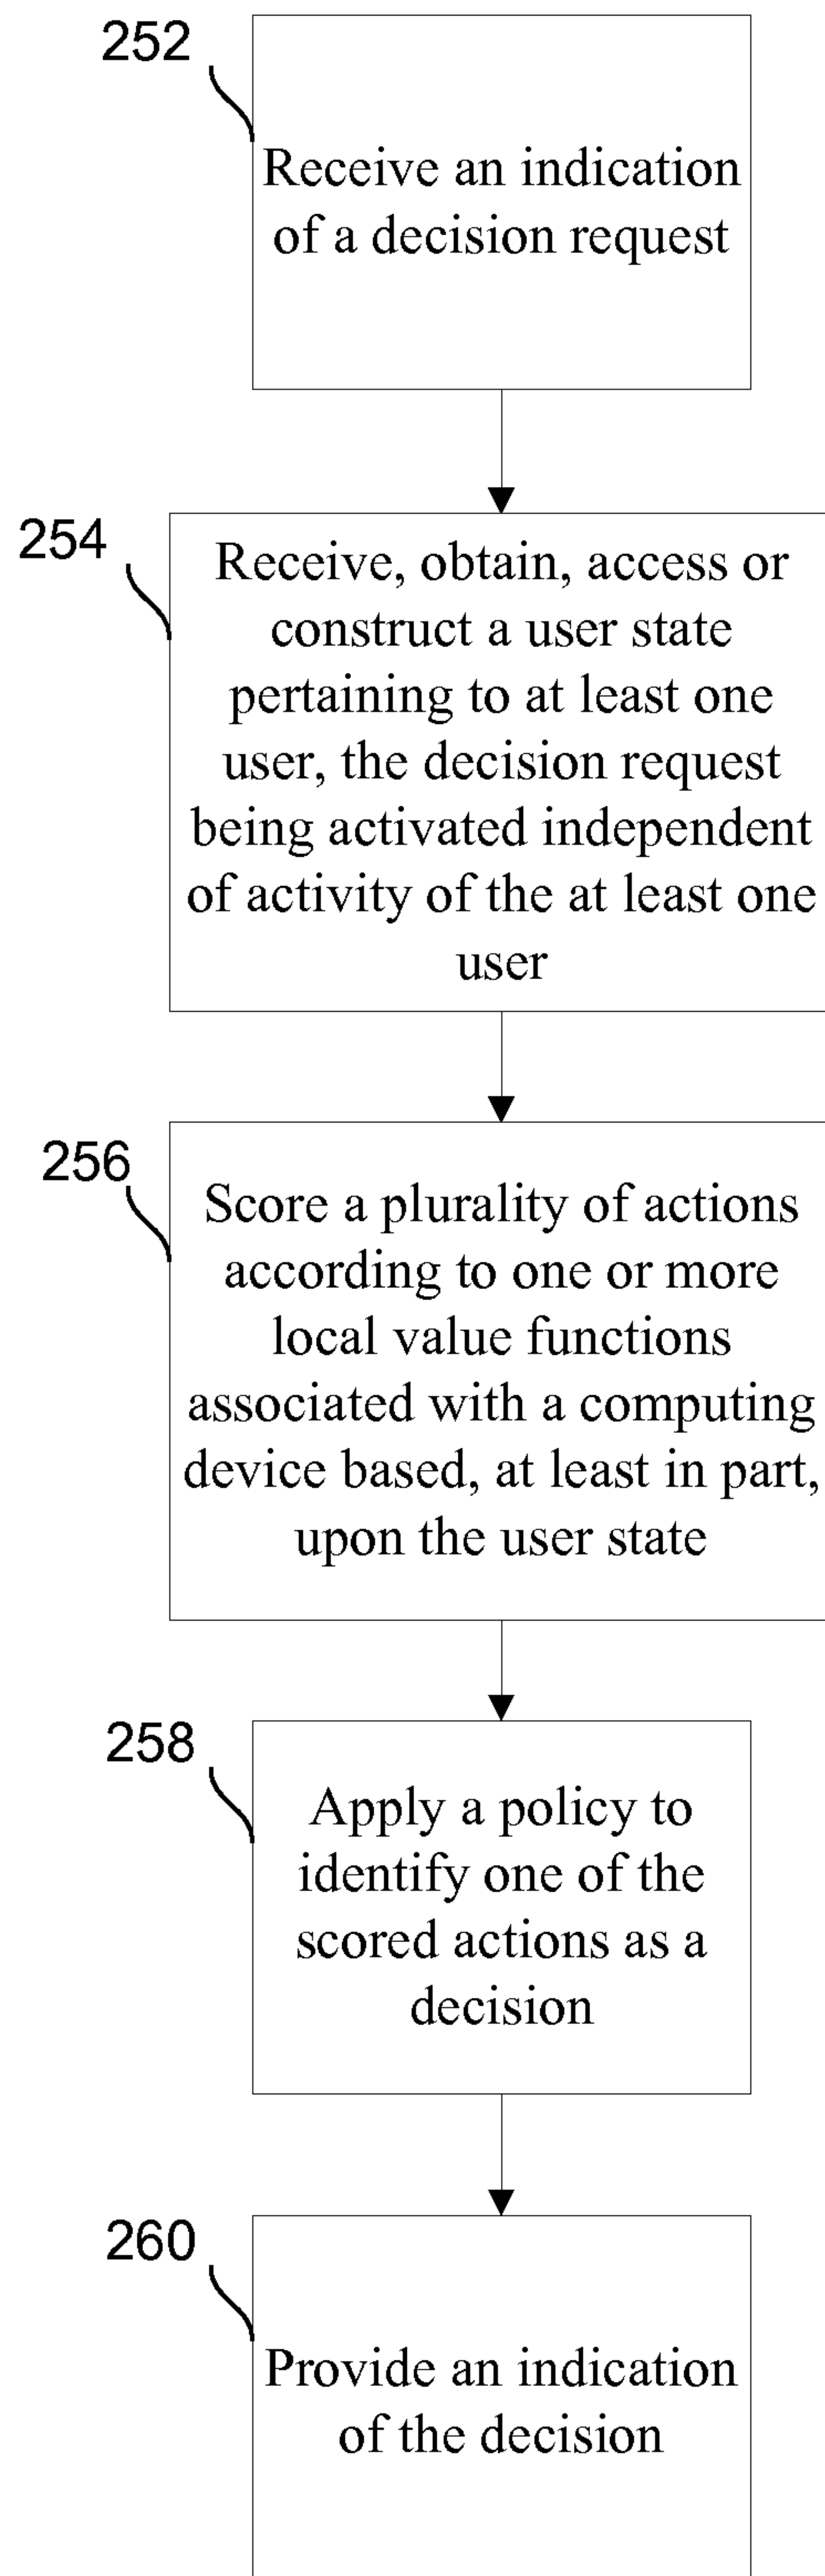 252
Receive an indication
of a decision request
254
Receive, obtain, access or
construct a user state
pertaining to at least one
user, the decision request
being activated independent
of activity of the at least one
user
256
Score a plurality of actions
according to one or more
local value functions
associated with a computing
device based, at least in part,
upon the user state
258
Apply a policy to
identify one of the
scored actions as a
decision
260
Provide an indication
of the decision